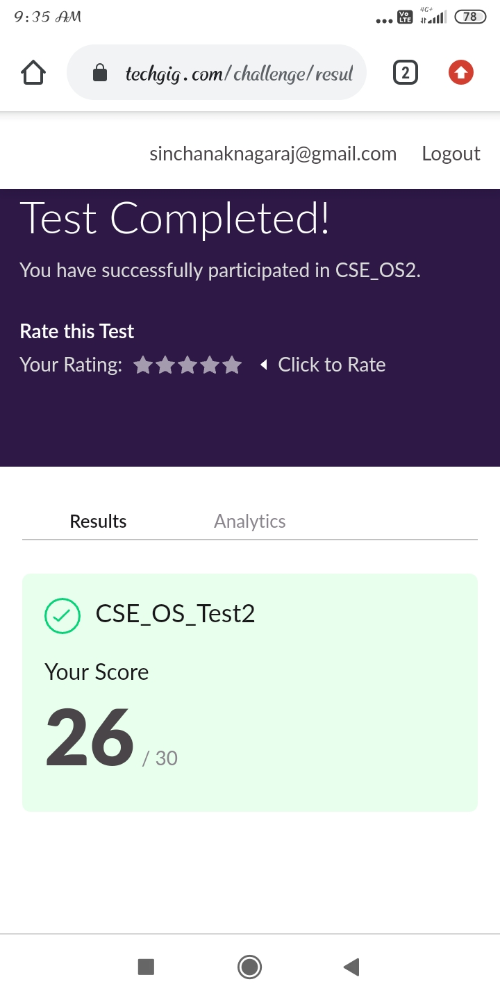 9:35 AM
Vo LTE 4G+ 78
techgig.com/challenge/resul
2
sinchanaknagaraj@gmail.com Logout
Test Completed!
You have successfully participated in CSE_OS2.
Rate this Test
Your Rating: Click to Rate
Results Analytics
CSE_OS_Test2
Your Score
26 / 30